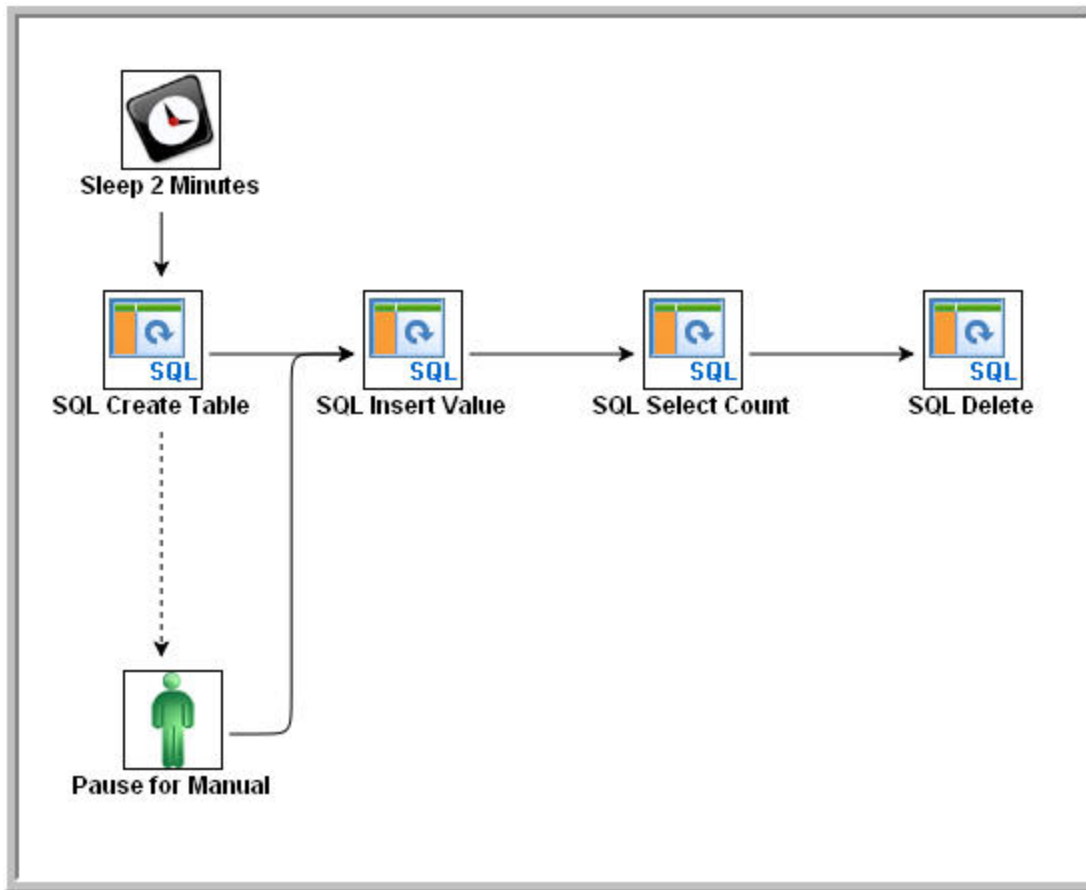 Sleep 2 Minutes
SQL
SQL
SQL
SQL
SQL Create Table
SQL Insert Value
SQL Select Count
SQL Delete
Pause for Manual